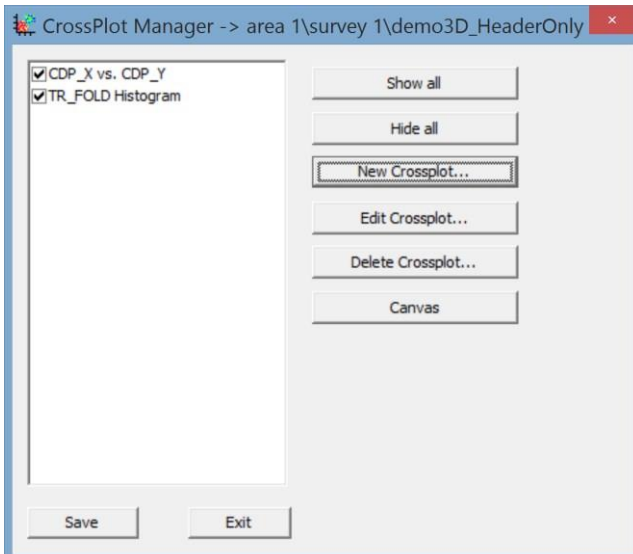 CrossPlot Manager -> area 1\survey 1\demo3D_HeaderOnly
CDP_X vs. CDP_Y
TR_FOLD Histogram
Show all
Hide all
New Crossplot...
Edit Crossplot...
Delete Crossplot...
Canvas
Save
Exit